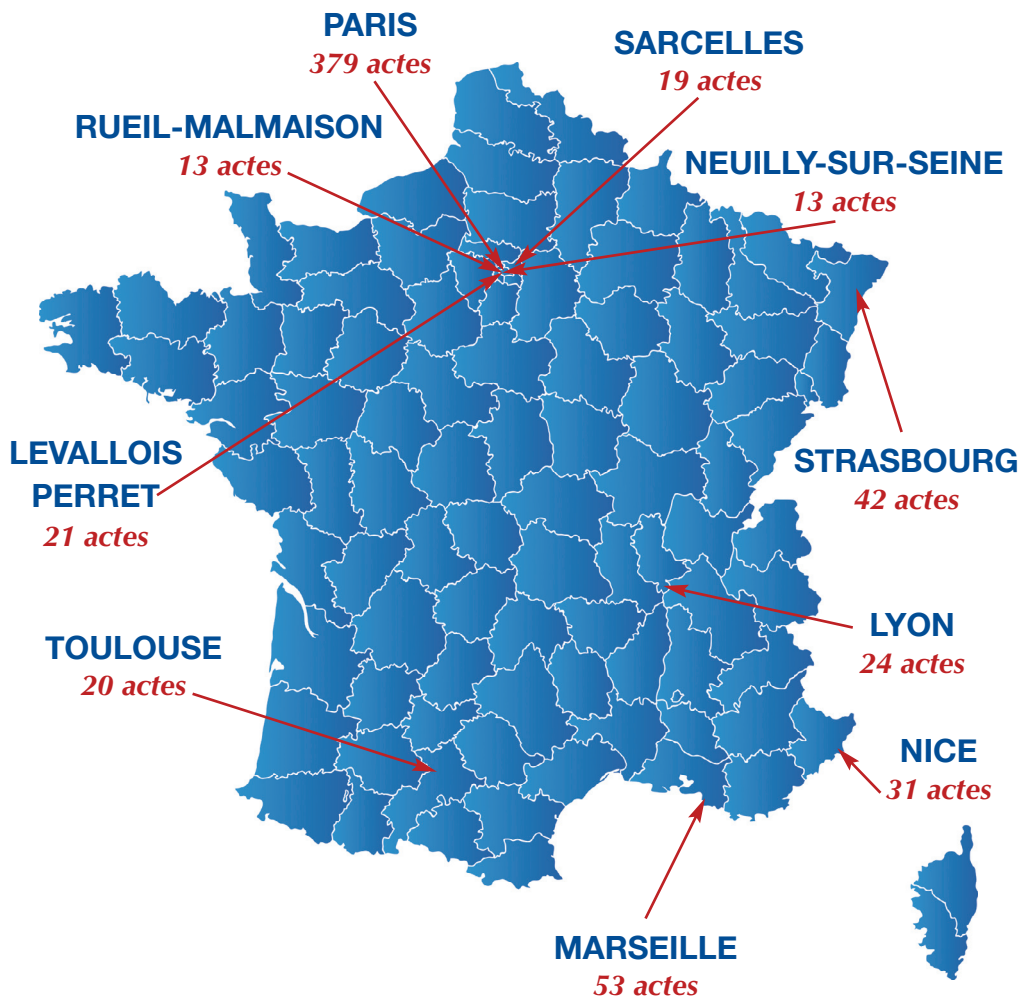 PARIS
379 actes
SARCELLES
19 actes
RUEIL-MALMAISON
13 actes
NEUILLY-SUR-SEINE
13 actes
LEVALLOIS
PERRET
21 actes
STRASBOURG
42 actes
LYON
24 actes
TOULOUSE
20 actes
NICE
31 actes
MARSEILLE
53 actes